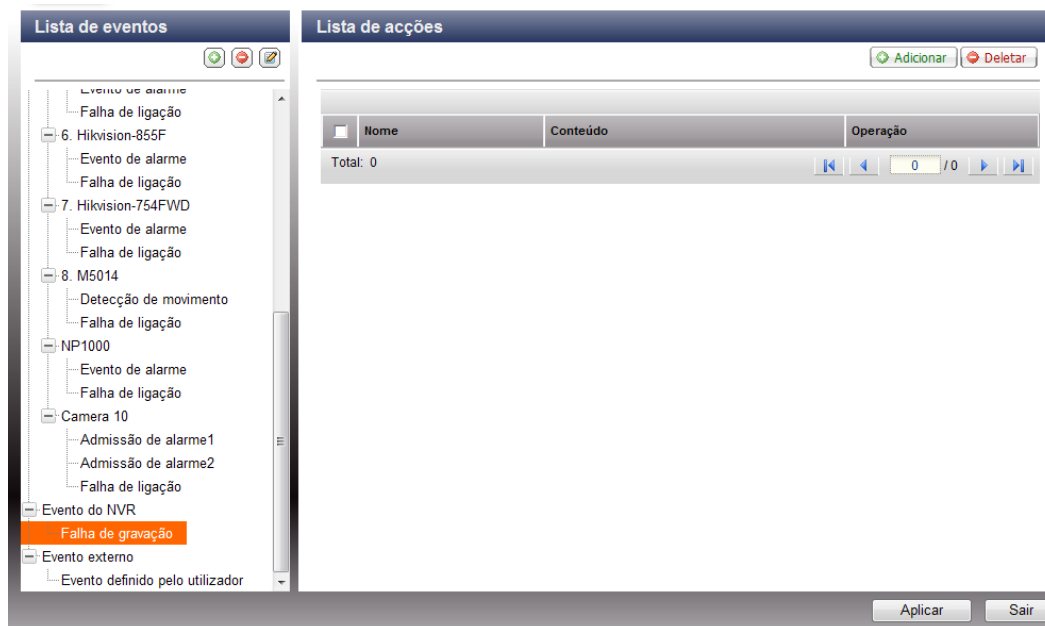 Lista de eventos
Evento de alarme
Falha de ligação
6. Hikvision-855F
Evento de alarme
Falha de ligação
7. Hikvision-754FWD
Evento de alarme
Falha de ligação
8. M5014
Detecção de movimento
Falha de ligação
NP1000
Evento de alarme
Falha de ligação
Camera 10
Admissão de alarme1
Admissão de alarme2
Falha de ligação
Evento do NVR
Falha de gravação
Evento externo
Evento definido pelo utilizador
Lista de acções
Adicionar Deletar
Nome Conteúdo Operação
Total: 0 0 / 0
Aplicar Sair